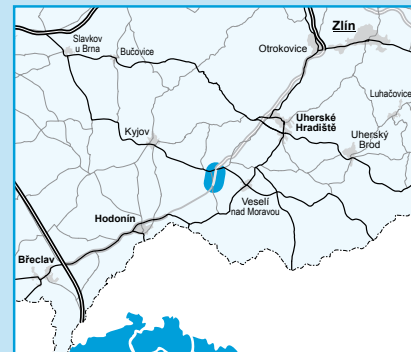 Zlín
Slavkov
u Brna
Bučovice
Otrokovice
Luhačovice
Uherské
Hradiště
Kyjov
Uherský
Brod
Veselí
nad Moravou
Hodonín
Břeclav